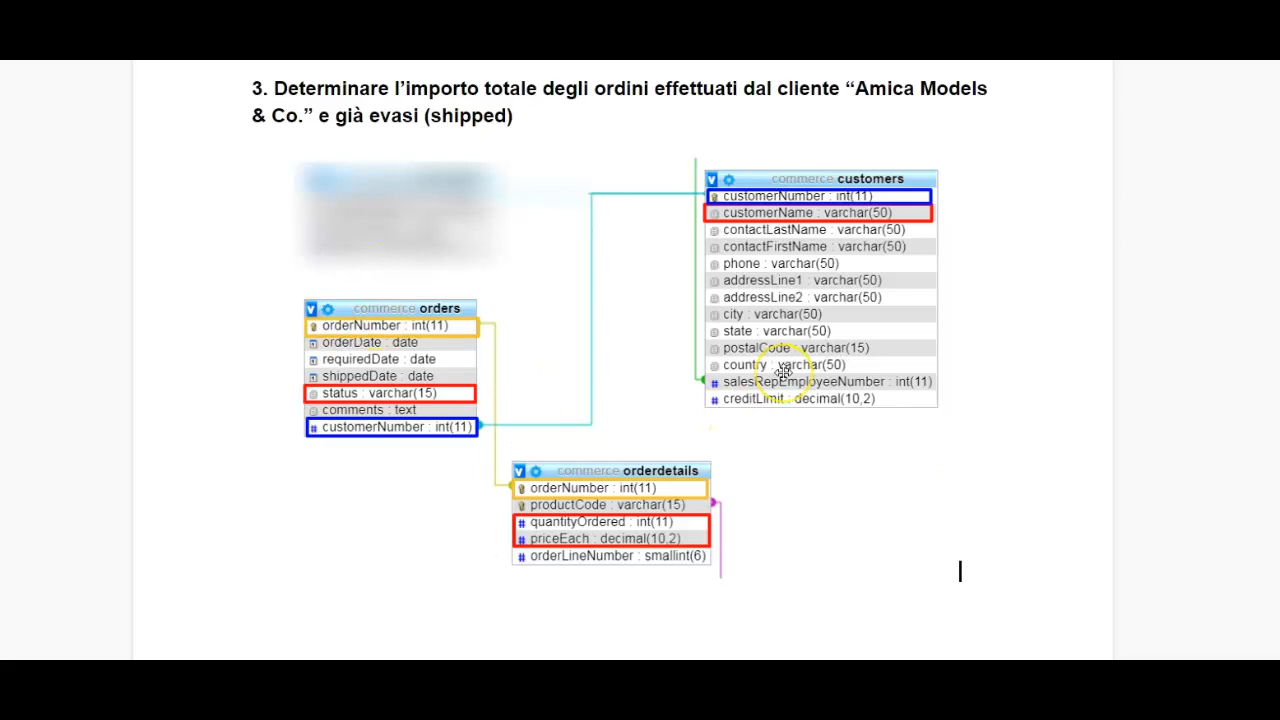 3. Determinare l’importo totale degli ordini effettuati dal cliente “Amica Models
& Co.” e già evasi (shipped)
commerce customers
customerNumber : int(11)
customerName : varchar(50)
contactLastName : varchar(50)
contactFirstName : varchar(50)
phone : varchar(50)
addressLine1 : varchar(50)
addressLine2 : varchar(50)
city : varchar(50)
state : varchar(50)
postalCode : varchar(15)
country : varchar(50)
salesRepEmployeeNumber : int(11)
creditLimit : decimal(10,2)
commerce orders
orderNumber : int(11)
orderDate : date
requiredDate : date
shippedDate : date
status : varchar(15)
comments : text
customerNumber : int(11)
commerce orderdetails
orderNumber : int(11)
productCode : varchar(15)
quantityOrdered : int(11)
priceEach : decimal(10,2)
orderLineNumber : smallint(6)